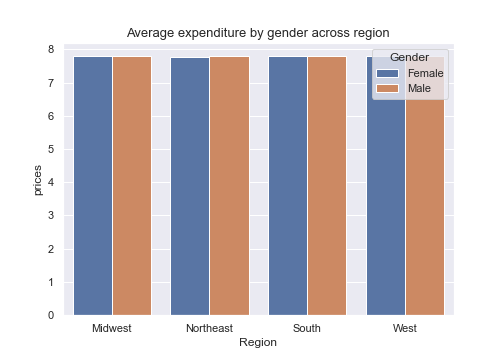 Average expenditure by gender across region
Gender
Female
Male
prices
8
7
6
5
4
3
2
1
0
Midwest Northeast South West
Region